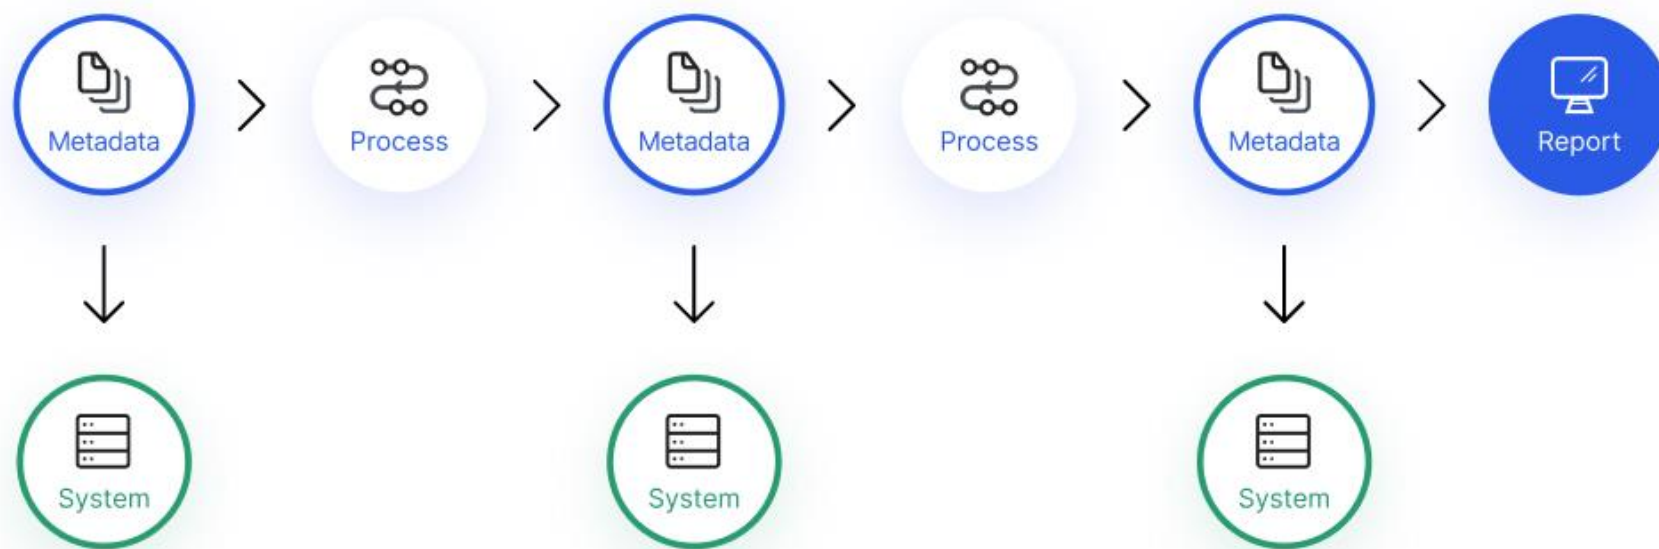 Metadata
Process
Metadata
Process
Metadata
Report
System
System
System